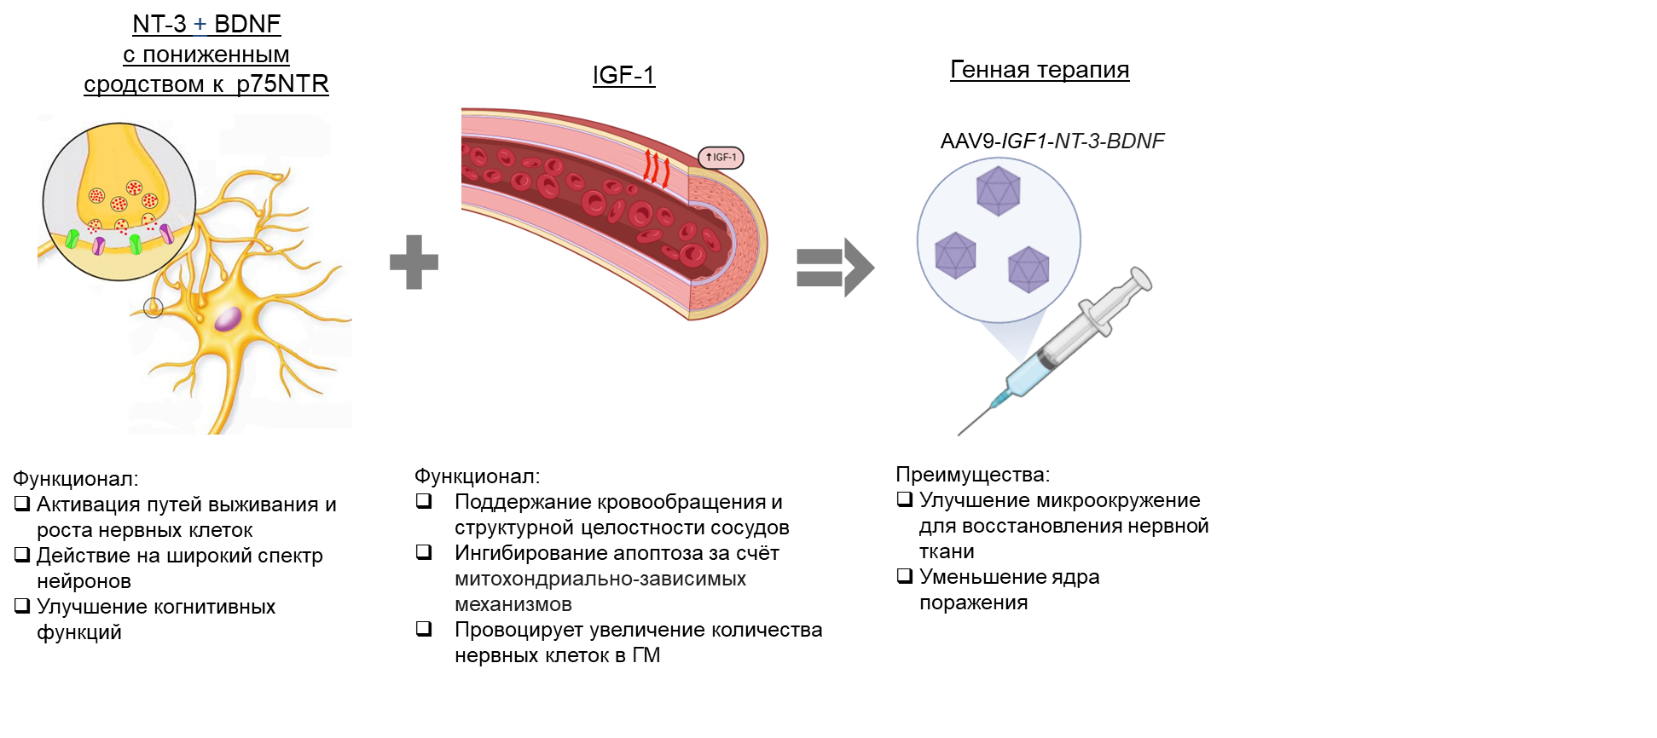 NT-3 + BDNF
с пониженным
сродством к p75NTR
IGF-1
Генная терапия
↑IGF-1
AAV9-IGF1-NT-3-BDNF
Функционал:
❑ Активация путей выживания и
роста нервных клеток
❑ Действие на широкий спектр
нейронов
❑ Улучшение когнитивных
функций
Функционал:
❑ Поддержание кровообращения и
структурной целостности сосудов
❑ Ингибирование апоптоза за счёт
митохондриально-зависимых
механизмов
❑ Провоцирует увеличение количества
нервных клеток в ГМ
Преимущества:
❑ Улучшение микроокружение
для восстановления нервной
ткани
❑ Уменьшение ядра
поражения